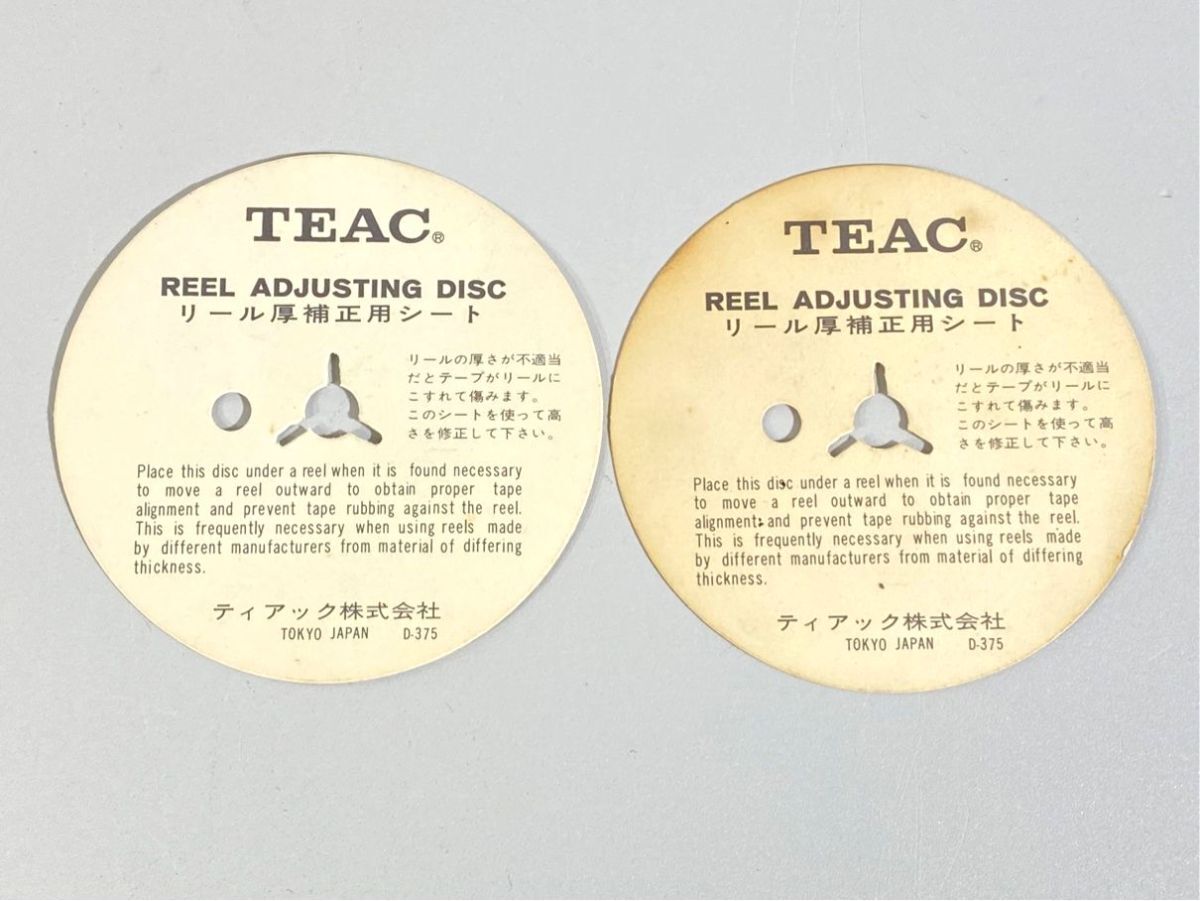 TEAC®
REEL ADJUSTING DISC
リール厚補正用シート
リールの厚さが不適当
だとテープがリールに
こすれて傷みます。
このシートを使って高
さを修正して下さい。
Place this disc under a reel when it is found necessary
to move a reel outward to obtain proper tape
alignment and prevent tape rubbing against the reel.
This is frequently necessary when using reels made
by different manufacturers from material of differing
thickness.
ティアック株式会社
TOKYO JAPAN D-375
TEAC®
REEL ADJUSTING DISC
リール厚補正用シート
リールの厚さが不適当
だとテープがリールに
こすれて傷みます。
このシートを使って高
さを修正して下さい。
Place this disc under a reel when it is found necessary
to move a reel outward to obtain proper tape
alignment and prevent tape rubbing against the reel.
This is frequently necessary when using reels made
by different manufacturers from material of differing
thickness.
ティアック株式会社
TOKYO JAPAN D-375